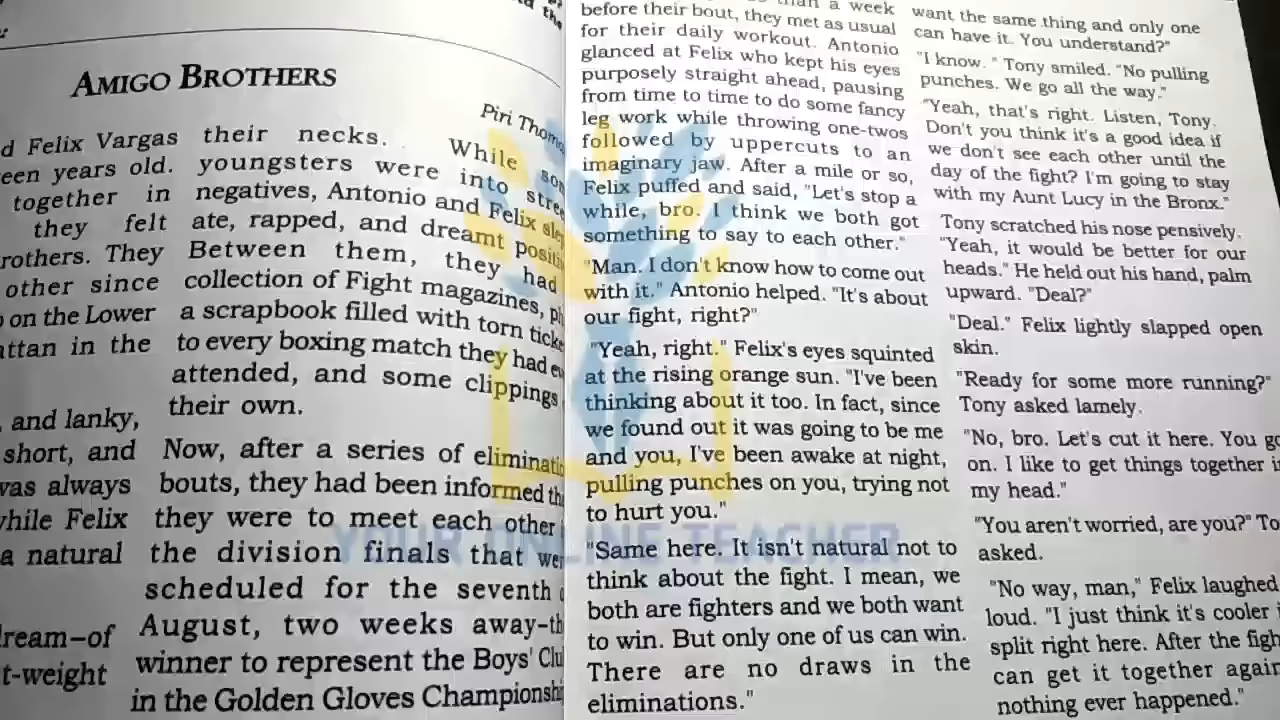 AMIGO BROTHERS
d Felix Vargas
een years old.
together in
they felt
rothers. They
other since
on the Lower
attan in the
, and lanky,
short, and
was always
while Felix
a natural
dream—of
t-weight
their necks. While
youngsters were into
negatives, Antonio and Felix
ate, rapped, and dreamt
Between them, they had
collection of Fight magazines,
a scrapbook filled with torn
to every boxing match they had
attended, and some clippings
their own.
Now, after a series of
bouts, they had been informed
they were to meet each other
the division finals that
scheduled for the seventh
August, two weeks away—th
winner to represent the Boys'
in the Golden Gloves
Piri
than a week
before their bout, they met as usual
for their daily workout. Antonio
glanced at Felix who kept his eyes
purposely straight ahead, pausing
from time to time to do some fancy
leg work while throwing one-twos
followed by uppercuts to an
imaginary jaw. After a mile or so,
Felix puffed and said, "Let's stop a
while, bro. I think we both got
something to say to each other."
"Man. I don't know how to come out
with it." Antonio helped. "It's about
our fight, right?"
"Yeah, right." Felix's eyes squinted
at the rising orange sun. "I've been
thinking about it too. In fact, since
we found out it was going to be me
and you, I've been awake at night,
pulling punches on you, trying not
to hurt you."
"Same here. It isn't natural not to
think about the fight. I mean, we
both are fighters and we both want
to win. But only one of us can win.
There are no draws in the
eliminations."
want the same thing and only one
can have it. You understand?"
"I know. " Tony smiled. "No pulling
punches. We go all the way."
"Yeah, that's right. Listen, Tony.
Don't you think it's a good idea if
we don't see each other until the
day of the fight? I'm going to stay
with my Aunt Lucy in the Bronx."
Tony scratched his nose pensively.
"Yeah, it would be better for our
heads." He held out his hand, palm
upward. "Deal?"
"Deal." Felix lightly slapped open
skin.
"Ready for some more running?"
Tony asked lamely.
"No, bro. Let's cut it here. You go
on. I like to get things together i
my head."
"You aren't worried, are you?" To
asked.
"No way, man," Felix laughed
loud. "I just think it's cooler
split right here. After the figh
can get it together again
nothing ever happened."
YOUR ONLINE TEACHER